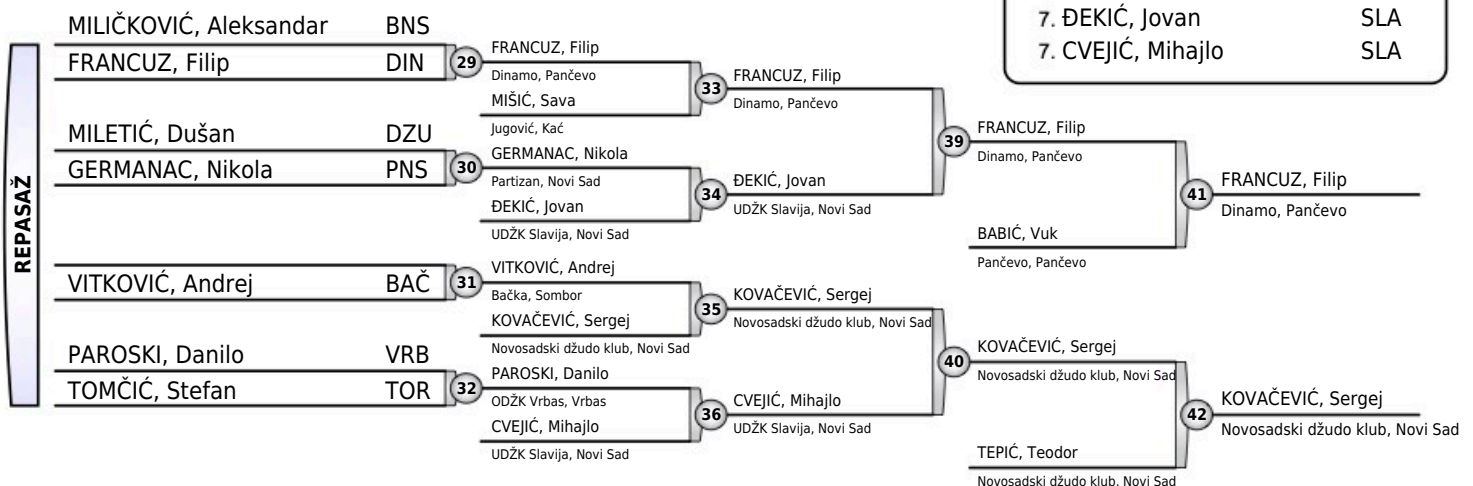 7. ĐEKIĆ, Jovan SLA
7. CVEJIĆ, Mihajlo SLA
REPASAŽ
MILIČKOVIĆ, Aleksandar BNS
FRANCUZ, Filip DIN
MILETIĆ, Dušan DZU
GERMANAC, Nikola PNS
VITKOVIĆ, Andrej BAČ
PAROSKI, Danilo VRB
TOMČIĆ, Stefan TOR
29
FRANCUZ, Filip
Dinamo, Pančevo
MIŠIĆ, Sava
Jugović, Kać
30
GERMANAC, Nikola
Partizan, Novi Sad
ĐEKIĆ, Jovan
UDŽK Slavija, Novi Sad
31
VITKOVIĆ, Andrej
Bačka, Sombor
KOVAČEVIĆ, Sergej
Novosadski džudo klub, Novi Sad
32
PAROSKI, Danilo
ODŽK Vrbas, Vrbas
CVEJIĆ, Mihajlo
UDŽK Slavija, Novi Sad
33
FRANCUZ, Filip
Dinamo, Pančevo
34
ĐEKIĆ, Jovan
UDŽK Slavija, Novi Sad
35
KOVAČEVIĆ, Sergej
Novosadski džudo klub, Novi Sad
36
CVEJIĆ, Mihajlo
UDŽK Slavija, Novi Sad
39
FRANCUZ, Filip
Dinamo, Pančevo
BABIĆ, Vuk
Pančevo, Pančevo
40
KOVAČEVIĆ, Sergej
Novosadski džudo klub, Novi Sad
TEPIĆ, Teodor
Novosadski džudo klub, Novi Sad
41
FRANCUZ, Filip
Dinamo, Pančevo
42
KOVAČEVIĆ, Sergej
Novosadski džudo klub, Novi Sad